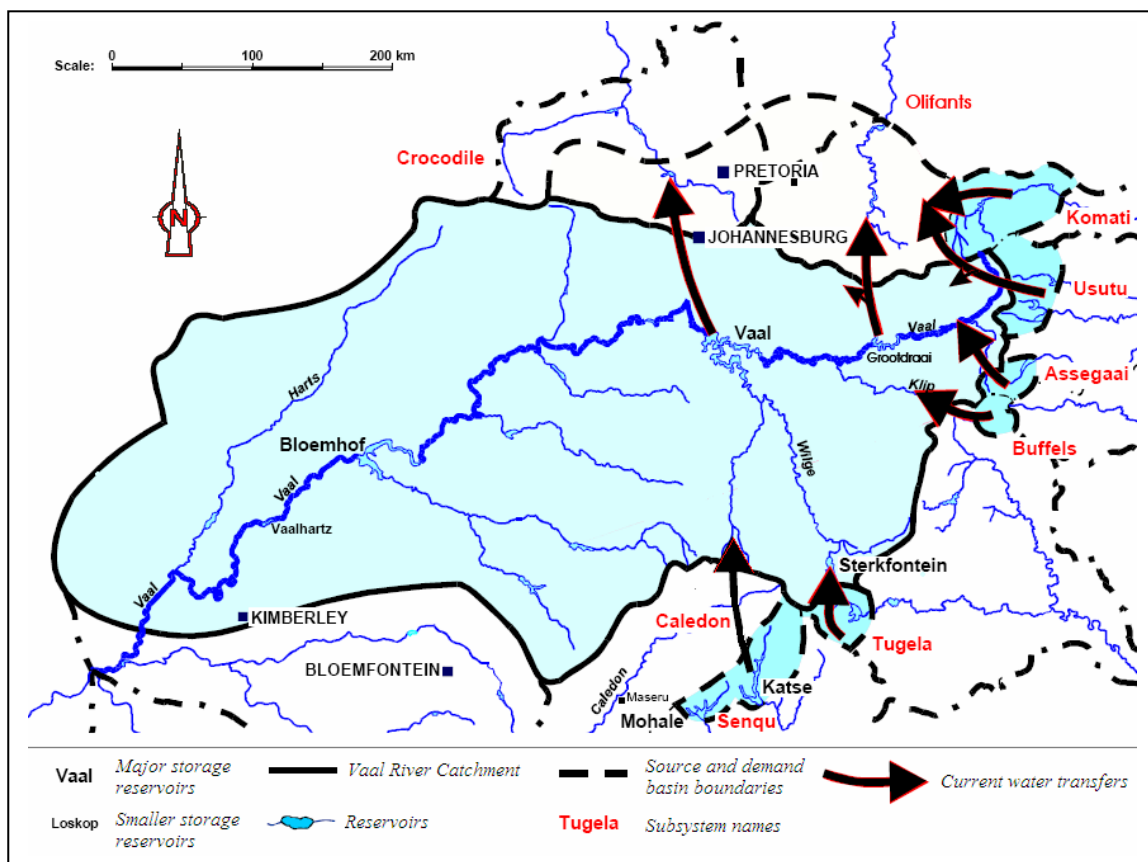 0 100 200 km
Scale:
N
Olifants
Crocodile
PRETORIA
Komati
JOHANNESBURG
Usutu
Vaal
Vaal
Grootdraai
Harts
Klip
Assegaai
Bloemhof
Buffels
Wilge
Vaal
Vaalhartz
Sterkfontein
Vaal
KIMBERLEY
Caledon
Tugela
BLOEMFONTEIN
Katse
Caledon
Maseru
Mohale
Senqu
Vaal
Major storage
reservoirs
Vaal River Catchment
Source and demand
basin boundaries
Current water transfers
Loskop
Smaller storage
reservoirs
Reservoirs
Tugela
Subsystem names